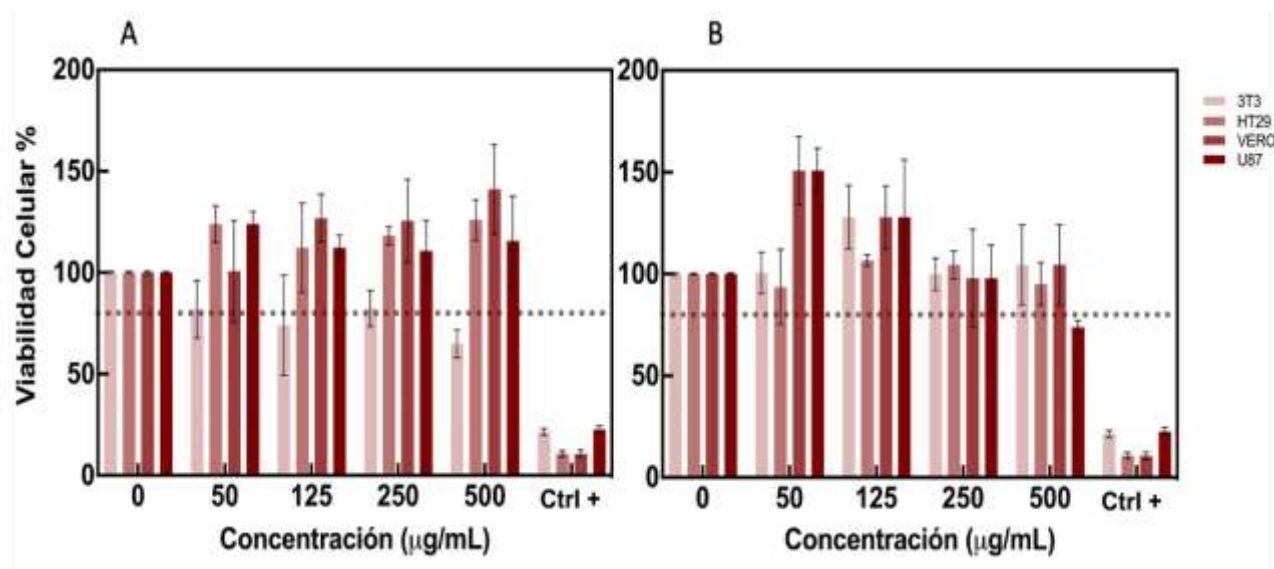 A
B
200
150
100
50
0
Viabilidad Celular %
0
50
125
250
500
Ctrl +
Concentración (μg/mL)
200
150
100
50
0
0
50
125
250
500
Ctrl +
Concentración (μg/mL)
3T3
HT29
VERO
U87